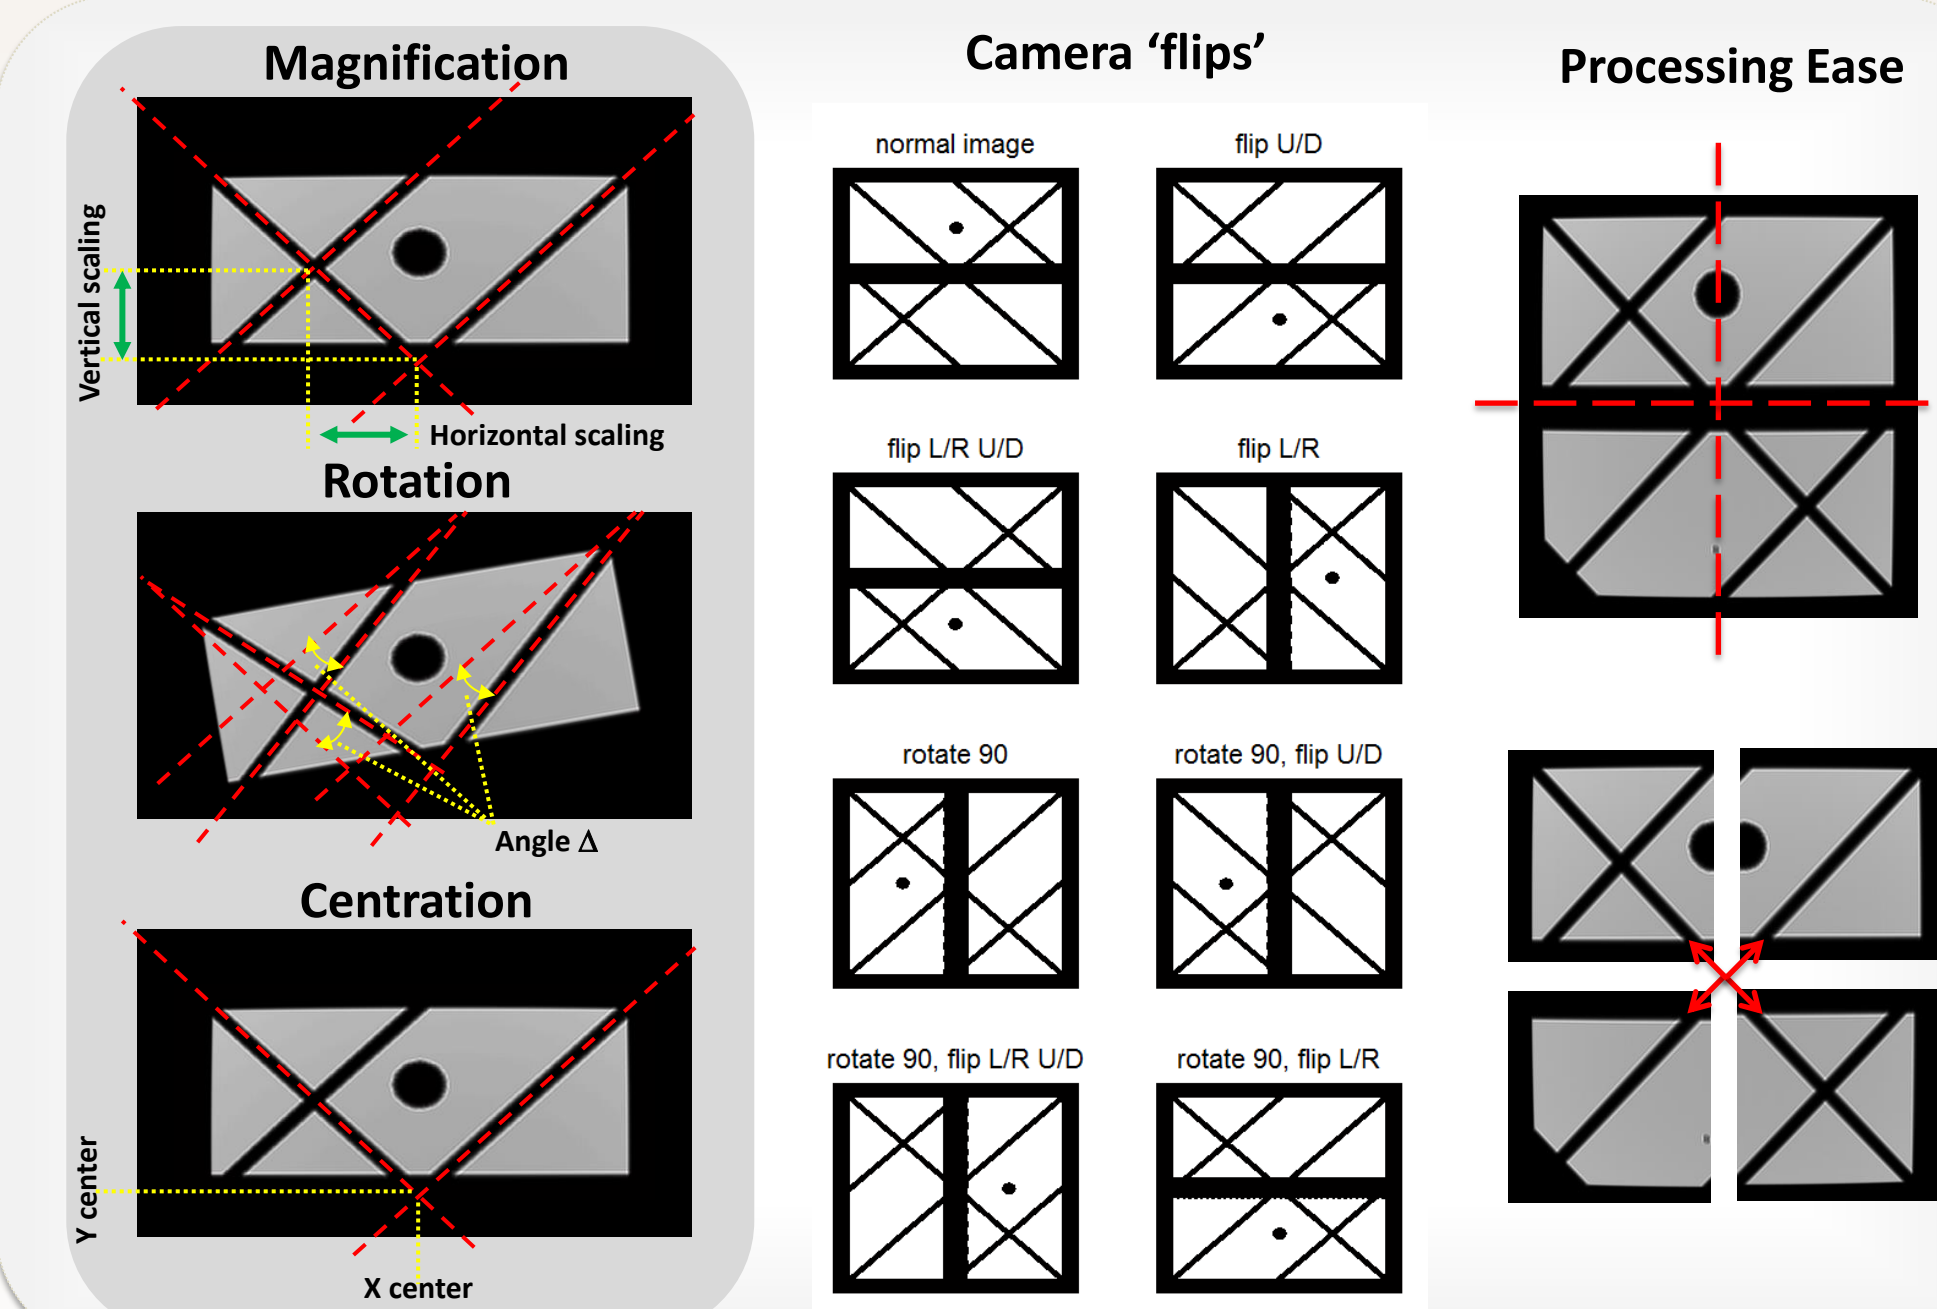 Magnification
Vertical scaling
Horizontal scaling
Rotation
Angle Δ
Centration
Y center
X center
Camera ‘flips’
normal image
flip U/D
flip L/R U/D
flip L/R
rotate 90
rotate 90, flip U/D
rotate 90, flip L/R U/D
rotate 90, flip L/R
Processing Ease